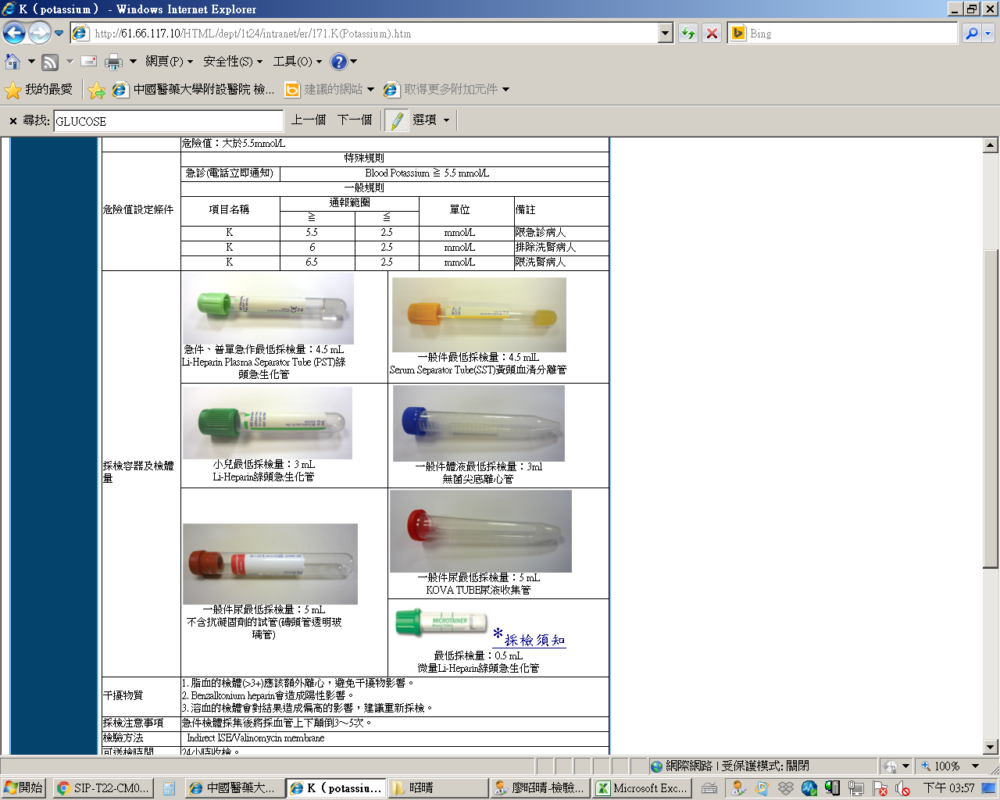 K（potassium） - Windows Internet Explorer
http://61.66.117.10/HTML/dept/1t24/intranet/er/171.K(Potassium).htm
Bing
網頁(P) 安全性(S) 工具(O)
我的最愛 中國醫藥大學附設醫院 檢... 建議的網站 取得更多附加元件
× 尋找: GLUCOSE 上一個 下一個 選項
危險值：大於5.5mmol/L
特殊規則
急診(電話立即通知) Blood Potassium ≧ 5.5 mmol/L
一般規則
危險值設定條件
項目名稱 通報範圍 單位 備註
≧ ≦
K 5.5 2.5 mmol/L 限急診病人
K 6 2.5 mmol/L 排除洗腎病人
K 6.5 2.5 mmol/L 限洗腎病人
採檢容器及檢體量
急件、普單急作最低採檢量：4.5 mL
Li-Heparin Plasma Separator Tube (PST)綠
頭急生化管
一般件最低採檢量：4.5 mlL
Serum Separator Tube(SST)黃頭血清分離管
小兒最低採檢量：3 mL
Li-Heparin綠頭急生化管
一般件體液最低採檢量：3ml
無菌尖底離心管
一般件尿最低採檢量：5 mL
不含抗凝固劑的試管(磚頭管透明玻
璃管)
一般件尿最低採檢量：5 mL
KOVA TUBE尿液收集管
MICROTAINER
*採檢須知
最低採檢量：0.5 mL
微量Li-Heparin綠頭急生化管
干擾物質
1. 脂血的檢體(>3+)應該額外離心，避免干擾物影響。
2. Benzalkonium heparin會造成陽性影響。
3. 溶血的檢體會對結果造成偏高的影響，建議重新採檢。
採檢注意事項 急件檢體採集後將採血管上下顛倒3～5次。
檢驗方法 Indirect ISE/Valinomycin membrane
可送檢時間 24小時收檢。
網際網路 | 受保護模式: 關閉 100%
開始 SIP-T22-CM0... 中國醫藥大... K（potassiu... 昭晴 廖昭晴-檢驗... Microsoft Exc... 下午 03:57